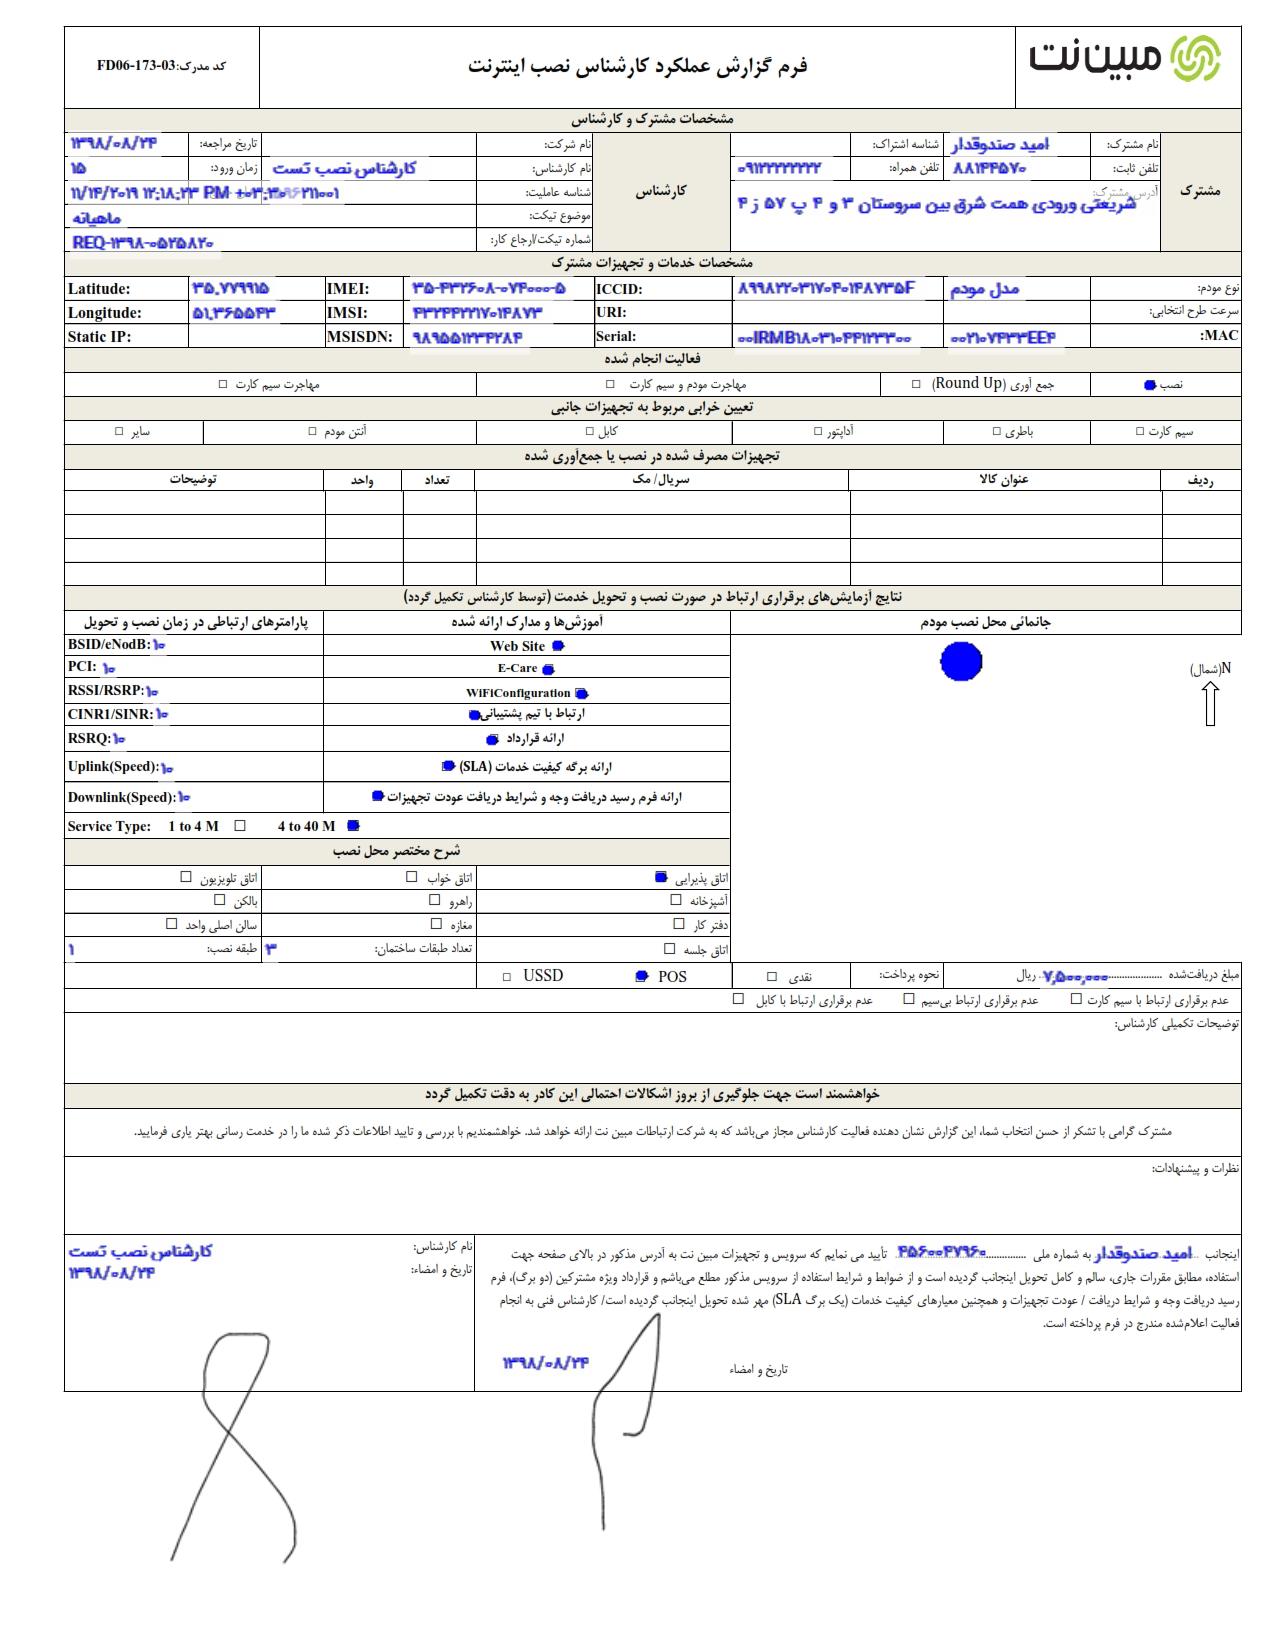 مبین نت
فرم گزارش عملکرد کارشناس نصب اینترنت
کد مدرک:FD06-173-03
مشخصات مشترک و کارشناس
مشترک
نام مشترک: امید صندوقدار شناسه اشتراک:
تلفن ثابت: ۸۸۱۴۴۵۷۰ تلفن همراه: ۰۹۱۲۲۲۲۲۲۲۲
آدرس مشترک: شریعتی ورودی همت شرق بین سروستان ۳ و ۴ پ ۵۷ ز ۴
کارشناس
نام شرکت: تاریخ مراجعه: ۱۳۹۸/۰۸/۲۴
نام کارشناس: کارشناس نصب تست زمان ورود: ۱۵
شناسه عاملیت: ۲۱۱۰۰۱ ۱۱/۱۴/۲۰۱۹ ۱۲:۱۸:۲۳ PM +۰۳:۳۰
موضوع تیکت: ماهیانه
شماره تیکت/ارجاع کار: REQ-۱۳۹۸-۰۵۲۵۸۲۰
مشخصات خدمات و تجهیزات مشترک
نوع مودم: مدل مودم ICCID: ۸۹۹۸۲۲۰۳۱۷۰۴۰۱۴۸۷۳۵F IMEI: ۳۵-۴۳۲۶۰۸-۰۷۴۰۰۰-۵ Latitude: ۳۵.۷۷۹۹۱۵
سرعت طرح انتخابی: URI: IMSI: ۴۳۲۴۴۲۲۱۷۰۱۴۸۷۳ Longitude: ۵۱.۳۶۵۵۴۳
MAC: ۰۰۲۱۰۷۴۳۳EE۴ Serial: ۰۰IRMB۱۸۰۳۱۰۴۴۱۲۳۳۰۰ MSISDN: ۹۸۹۵۵۱۲۳۴۲۸۴ Static IP:
فعالیت انجام شده
نصب جمع آوری (Round Up) مهاجرت مودم و سیم کارت مهاجرت سیم کارت
تعیین خرابی مربوط به تجهیزات جانبی
سیم کارت باطری آداپتور کابل آنتن مودم سایر
تجهیزات مصرف شده در نصب یا جمع‌آوری شده
ردیف عنوان کالا سریال/ مک تعداد واحد توضیحات
نتایج آزمایش‌های برقراری ارتباط در صورت نصب و تحویل خدمت (توسط کارشناس تکمیل گردد)
جانمائی محل نصب مودم آموزش‌ها و مدارک ارائه شده پارامترهای ارتباطی در زمان نصب و تحویل
N(شمال)
Web Site BSID/eNodB: ۱۰
E-Care PCI: ۱۰
WiFiConfiguration RSSI/RSRP: ۱۰
ارتباط با تیم پشتیبانی CINR1/SINR: ۱۰
ارائه قرارداد RSRQ: ۱۰
ارائه برگه کیفیت خدمات (SLA) Uplink(Speed): ۱۰
ارائه فرم رسید دریافت وجه و شرایط دریافت عودت تجهیزات Downlink(Speed): ۱۰
Service Type: 1 to 4 M 4 to 40 M
شرح مختصر محل نصب
اتاق پذیرایی اتاق خواب اتاق تلویزیون
آشپزخانه راهرو بالکن
دفتر کار مغازه سالن اصلی واحد
اتاق جلسه تعداد طبقات ساختمان: ۳ طبقه نصب: ۱
مبلغ دریافت‌شده ۷,۵۰۰,۰۰۰ ریال نحوه پرداخت: نقدی POS USSD
عدم برقراری ارتباط با سیم کارت عدم برقراری ارتباط بی‌سیم عدم برقراری ارتباط با کابل
توضیحات تکمیلی کارشناس:
خواهشمند است جهت جلوگیری از بروز اشکالات احتمالی این کادر به دقت تکمیل گردد
مشترک گرامی با تشکر از حسن انتخاب شما، این گزارش نشان دهنده فعالیت کارشناس مجاز می‌باشد که به شرکت ارتباطات مبین نت ارائه خواهد شد. خواهشمندیم با بررسی و تایید اطلاعات ذکر شده ما را در خدمت رسانی بهتر یاری فرمایید.
نظرات و پیشنهادات:
اینجانب امید صندوقدار به شماره ملی ۴۵۶۰۰۴۷۹۶۰ تأیید می نمایم که سرویس و تجهیزات مبین نت به آدرس مذکور در بالای صفحه جهت
استفاده، مطابق مقررات جاری، سالم و کامل تحویل اینجانب گردیده است و از ضوابط و شرایط استفاده از سرویس مذکور مطلع می‌باشم و قرارداد ویژه مشترکین (دو برگ)، فرم
رسید دریافت وجه و شرایط دریافت / عودت تجهیزات و همچنین معیارهای کیفیت خدمات (یک برگ SLA) مهر شده تحویل اینجانب گردیده است/ کارشناس فنی به انجام
فعالیت اعلام‌شده مندرج در فرم پرداخته است.
تاریخ و امضاء ۱۳۹۸/۰۸/۲۴
نام کارشناس: کارشناس نصب تست
تاریخ و امضاء: ۱۳۹۸/۰۸/۲۴